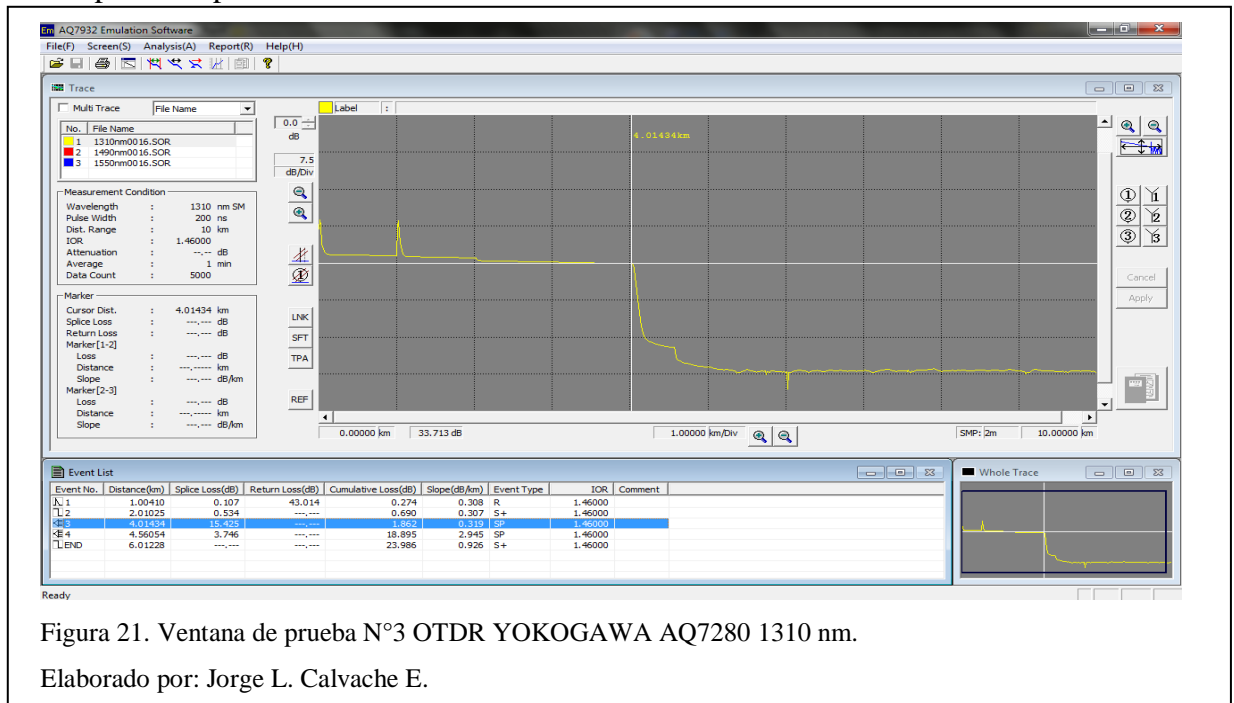 AQ7932 Emulation Software
File(F) Screen(S) Analysis(A) Report(R) Help(H)
Trace
Multi Trace File Name
No. File Name
1 1310nm0016.SOR
2 1490nm0016.SOR
3 1550nm0016.SOR
Measurement Condition
Wavelength : 1310 nm SM
Pulse Width : 200 ns
Dist. Range : 10 km
IOR : 1.46000
Attenuation : --.-- dB
Average : 1 min
Data Count : 5000
Marker
Cursor Dist. : 4.01434 km
Splice Loss : ---.--- dB
Return Loss : ---.--- dB
Marker[1-2]
Loss : ---.--- dB
Distance : ---.----- km
Slope : ---.--- dB/km
Marker[2-3]
Loss : ---.--- dB
Distance : ---.----- km
Slope : ---.--- dB/km
0.0
dB
7.5
dB/Div
LNK
SFT
TPA
REF
Label :
4.01434km
0.00000 km 33.713 dB 1.00000 km/Div SMP: 2m 10.00000 km
1 1
2 2
3 3
Cancel
Apply
Event List
Event No. Distance(km) Splice Loss(dB) Return Loss(dB) Cumulative Loss(dB) Slope(dB/km) Event Type IOR Comment
1 1.00410 0.107 43.014 0.274 0.308 R 1.46000
2 2.01025 0.534 ---.--- 0.690 0.307 S+ 1.46000
3 4.01434 15.425 ---.--- 1.862 0.319 SP 1.46000
4 4.56054 3.746 ---.--- 18.895 2.945 SP 1.46000
END 6.01228 ---.--- ---.--- 23.986 0.926 S+ 1.46000
Whole Trace
Ready
Figura 21. Ventana de prueba N°3 OTDR YOKOGAWA AQ7280 1310 nm.
Elaborado por: Jorge L. Calvache E.